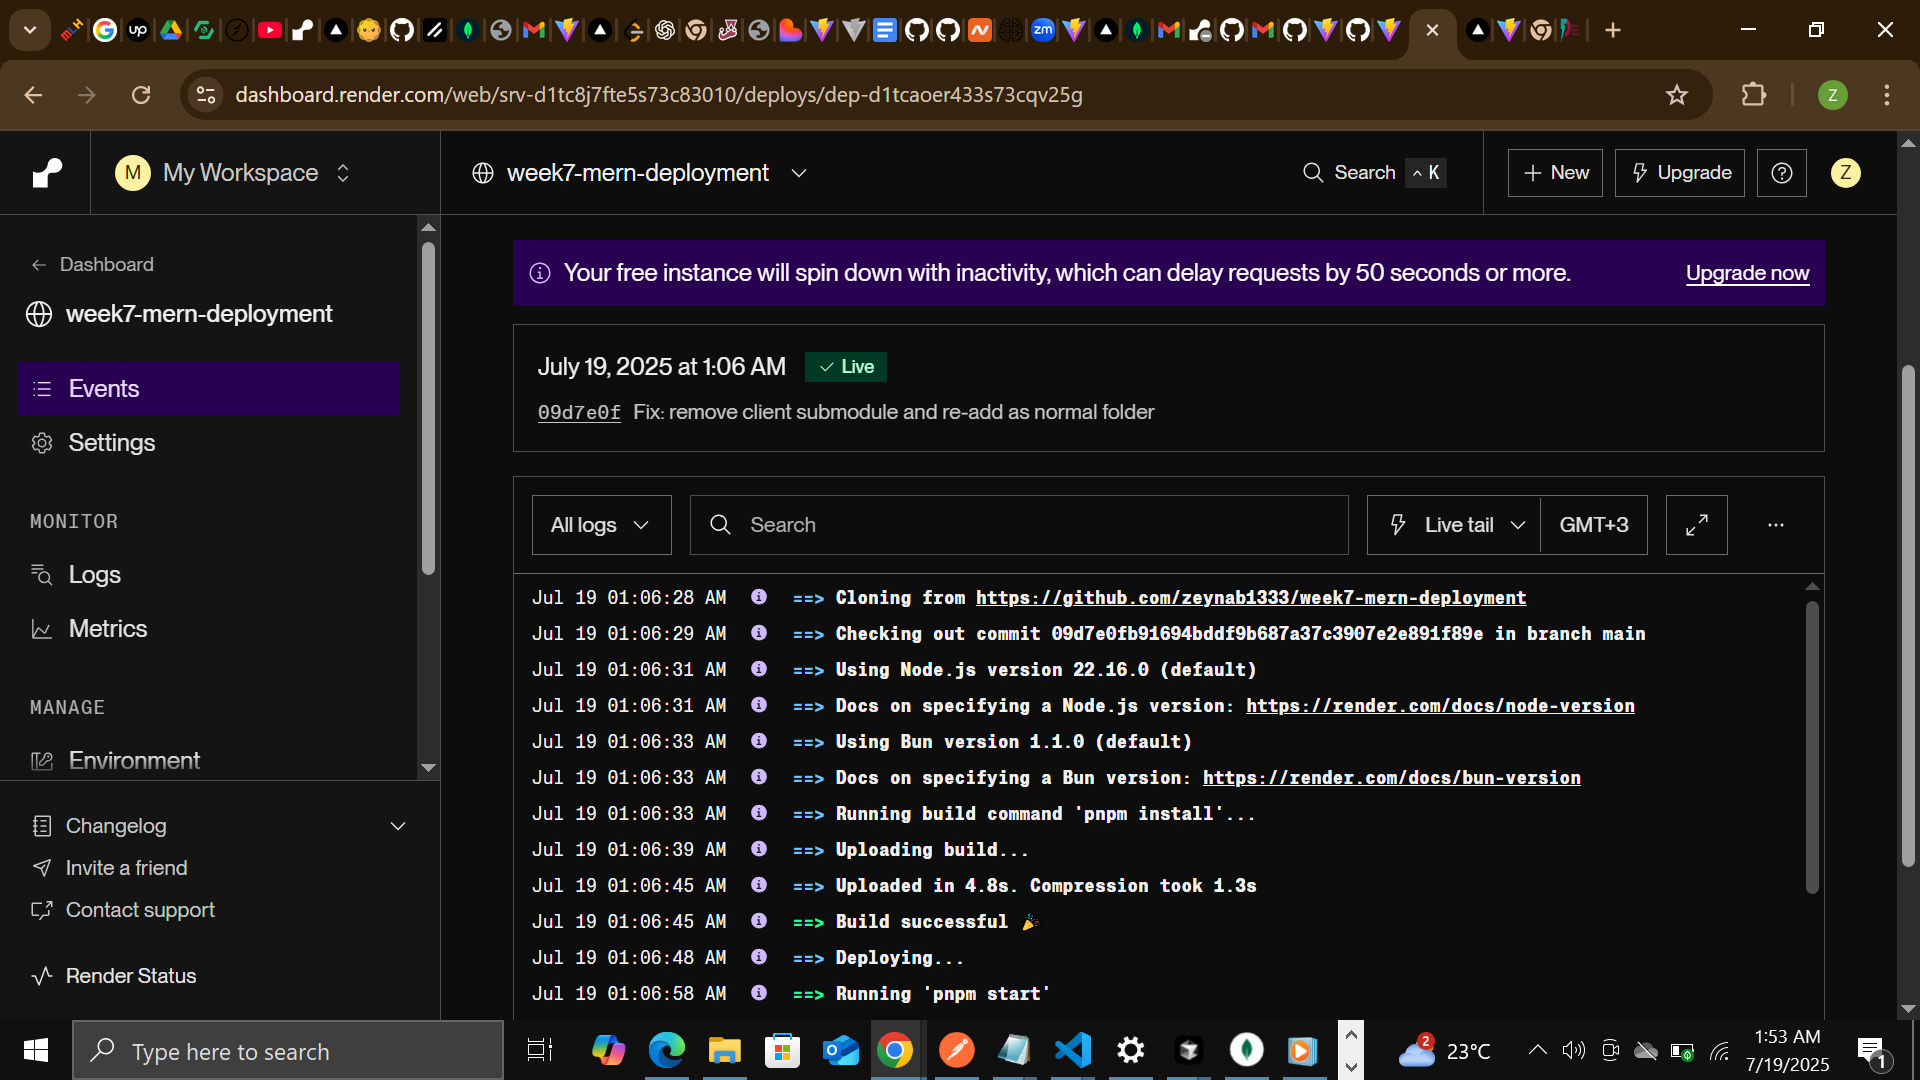 dashboard.render.com/web/srv-d1tc8j7fte5s73c83010/deploys/dep-d1tcaoer433s73cqv25g
Z
M My Workspace
week7-mern-deployment
Search ^ K
+ New
Upgrade
Z
← Dashboard
week7-mern-deployment
Events
Settings
MONITOR
Logs
Metrics
MANAGE
Environment
Changelog
Invite a friend
Contact support
Render Status
Your free instance will spin down with inactivity, which can delay requests by 50 seconds or more.
Upgrade now
July 19, 2025 at 1:06 AM
Live
09d7e0f Fix: remove client submodule and re-add as normal folder
All logs
Search
Live tail
GMT+3
...
Jul 19 01:06:28 AM ==> Cloning from https://github.com/zeynab1333/week7-mern-deployment
Jul 19 01:06:29 AM ==> Checking out commit 09d7e0fb91694bddf9b687a37c3907e2e891f89e in branch main
Jul 19 01:06:31 AM ==> Using Node.js version 22.16.0 (default)
Jul 19 01:06:31 AM ==> Docs on specifying a Node.js version: https://render.com/docs/node-version
Jul 19 01:06:33 AM ==> Using Bun version 1.1.0 (default)
Jul 19 01:06:33 AM ==> Docs on specifying a Bun version: https://render.com/docs/bun-version
Jul 19 01:06:33 AM ==> Running build command 'pnpm install'...
Jul 19 01:06:39 AM ==> Uploading build...
Jul 19 01:06:45 AM ==> Uploaded in 4.8s. Compression took 1.3s
Jul 19 01:06:45 AM ==> Build successful 🎉
Jul 19 01:06:48 AM ==> Deploying...
Jul 19 01:06:58 AM ==> Running 'pnpm start'
Type here to search
2
23°C
1:53 AM
7/19/2025
1